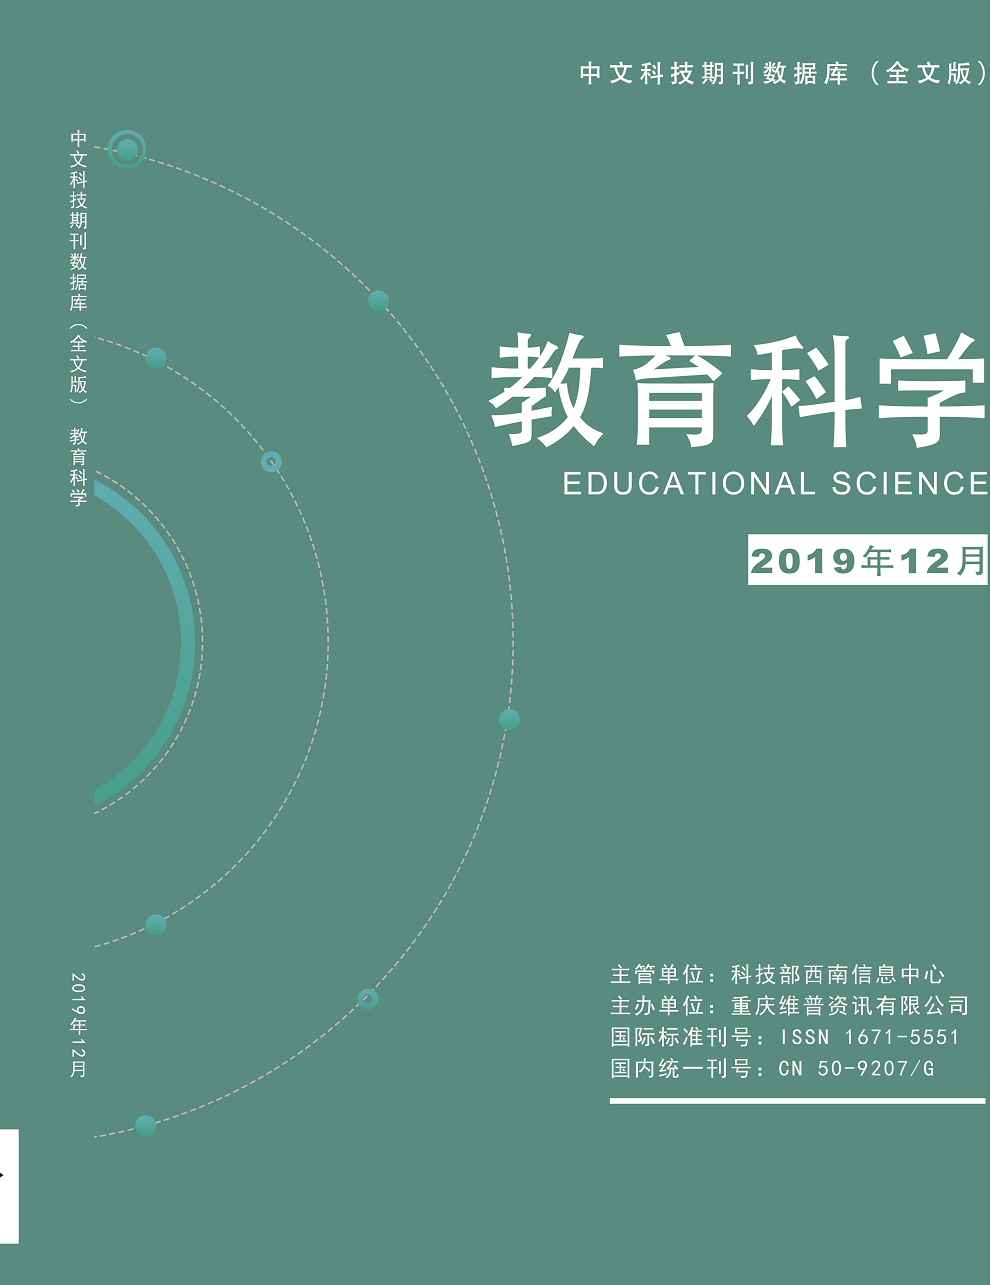 中文科技期刊数据库（全文版）
中文科技期刊数据库（全文版） 教育科学
教育科学
EDUCATIONAL SCIENCE
2019年12月
主管单位：科技部西南信息中心
主办单位：重庆维普资讯有限公司
国际标准刊号：ISSN 1671-5551
国内统一刊号：CN 50-9207/G
2019年12月